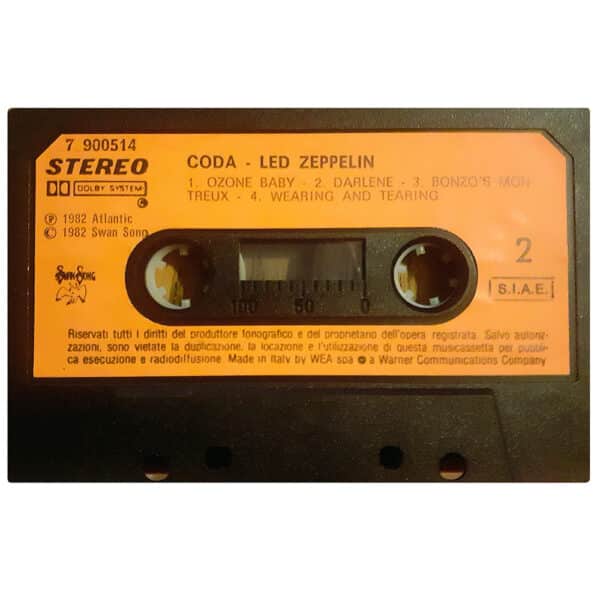 7 900514
STEREO
DOLBY SYSTEM
CODA - LED ZEPPELIN
1. OZONE BABY - 2. DARLENE - 3. BONZO'S MON
TREUX - 4. WEARING AND TEARING
Ⓟ 1982 Atlantic
© 1982 Swan Song
SWAN SONG
2
S.I.A.E.
100 50 0
Riservati tutti i diritti del produttore fonografico e del proprietario dell'opera registrata. Salvo autoriz-
zazioni, sono vietate la duplicazione, la locazione e l'utilizzazione di questa musicassetta per pubbli-
ca esecuzione e radiodiffusione. Made in Italy by WEA spa a Warner Communications Company